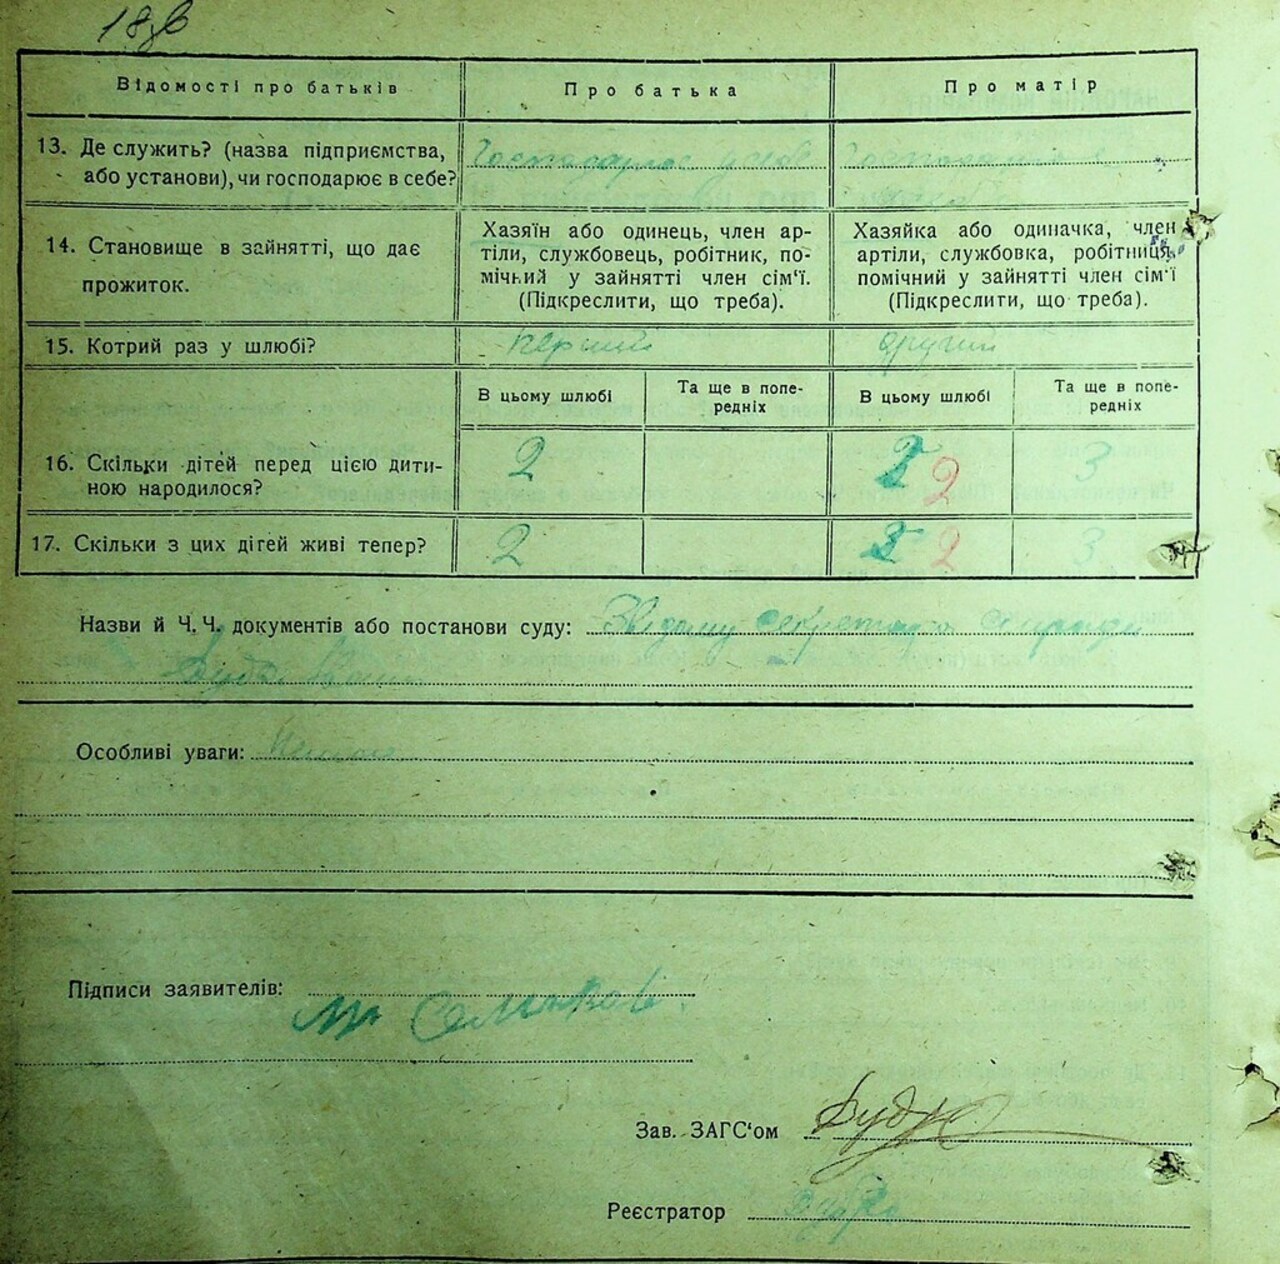 18зв
Відомості про батьків
Про батька
Про матір
13. Де служить? (назва підприємства,
або установи), чи господарює в себе?
Господарює
14. Становище в зайнятті, що дає
прожиток.
Хазяїн або одинець, член ар-
тіли, службовець, робітник, по-
мічний у зайнятті член сім‘ї.
(Підкреслити, що треба).
Хазяйка або одиначка, член
артіли, службовка, робітниця,
помічний у зайнятті член сім‘ї
(Підкреслити, що треба).
15. Котрий раз у шлюбі?
перший
другий
В цьому шлюбі
Та ще в попе-
редніх
В цьому шлюбі
Та ще в попе-
редніх
16. Скільки дітей перед цією дити-
ною народилося?
2
2
3
17. Скільки з цих дітей живі тепер?
2
2
3
Назви й Ч.Ч. документів або постанови суду: Звідому секретаря
Особливі уваги: Немає
Підписи заявителів:
Зав. ЗАГС‘ом
Реєстратор